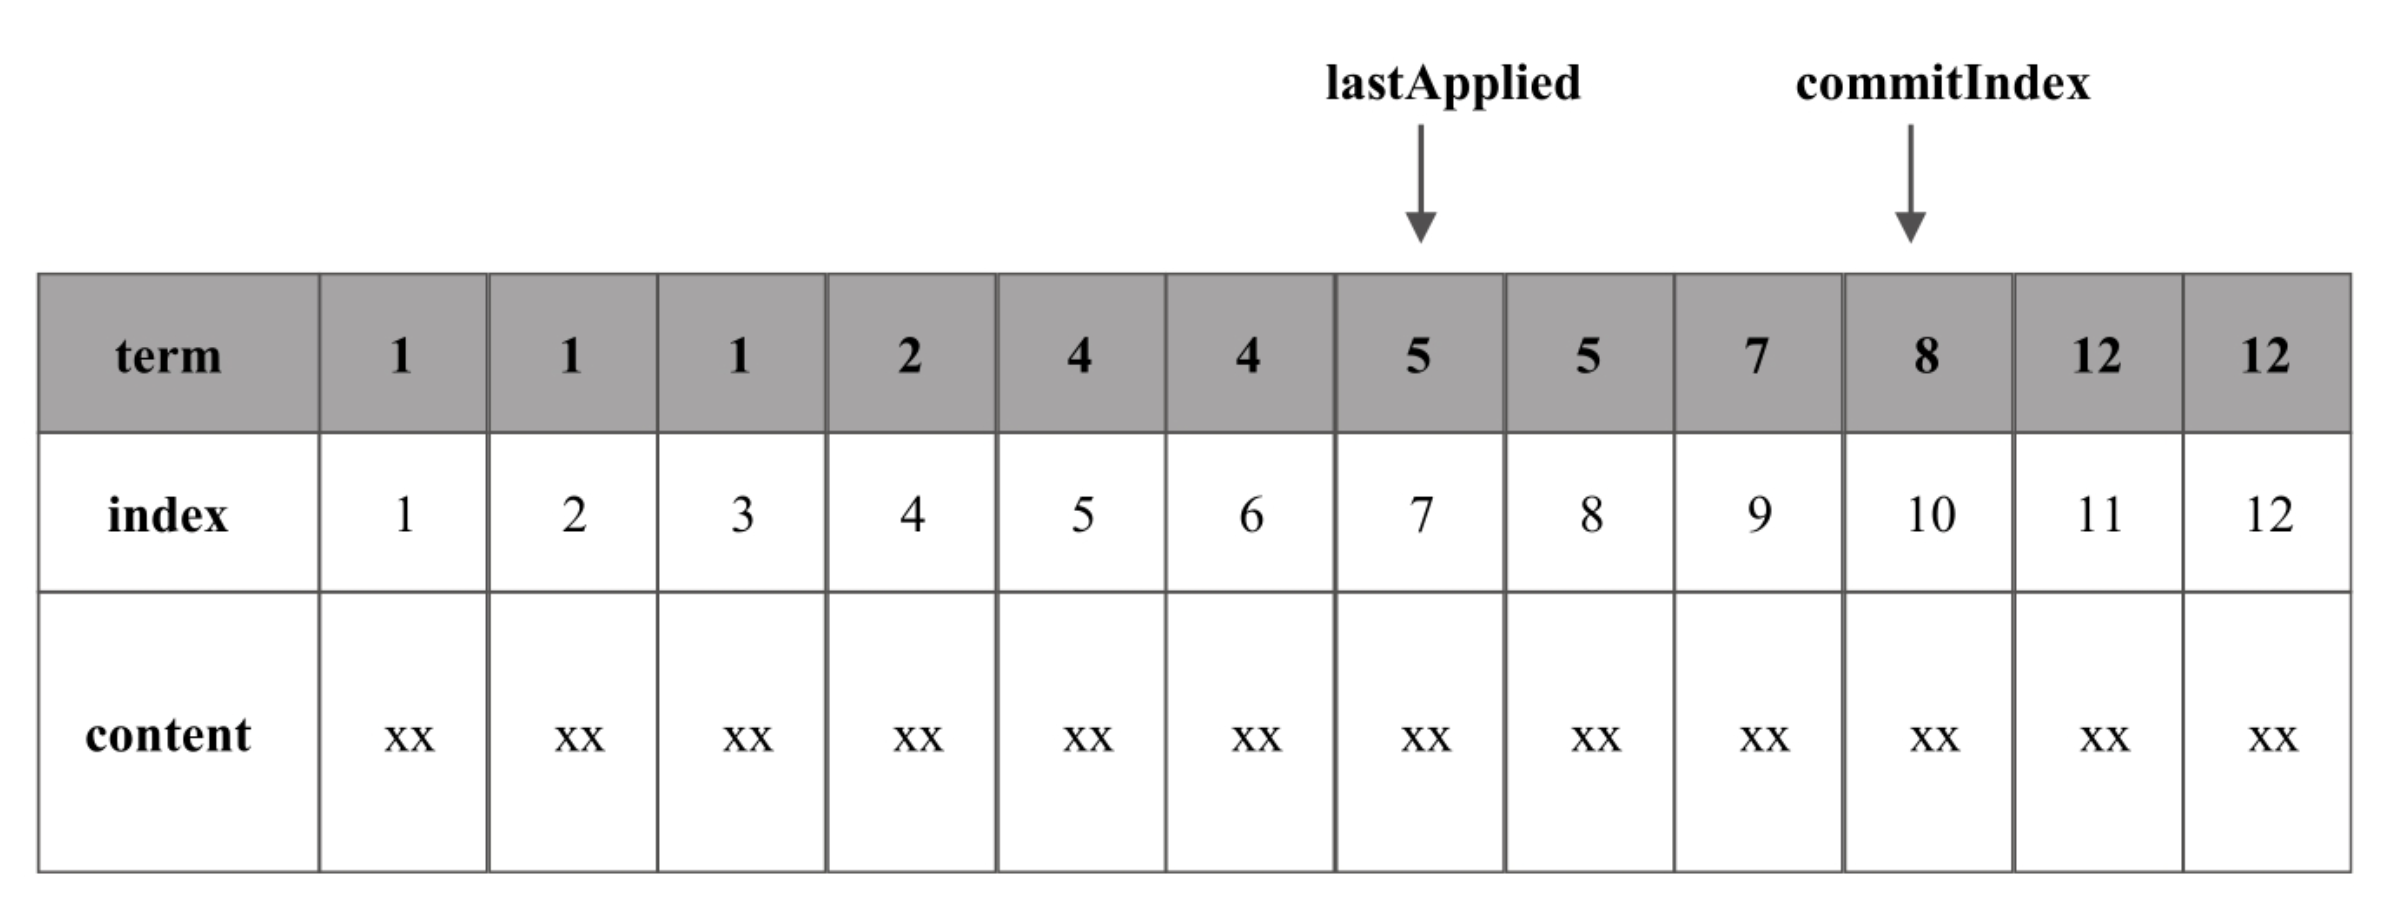 lastApplied commitIndex
term 1 1 1 2 4 4 5 5 7 8 12 12
index 1 2 3 4 5 6 7 8 9 10 11 12
content xx xx xx xx xx xx xx xx xx xx xx xx